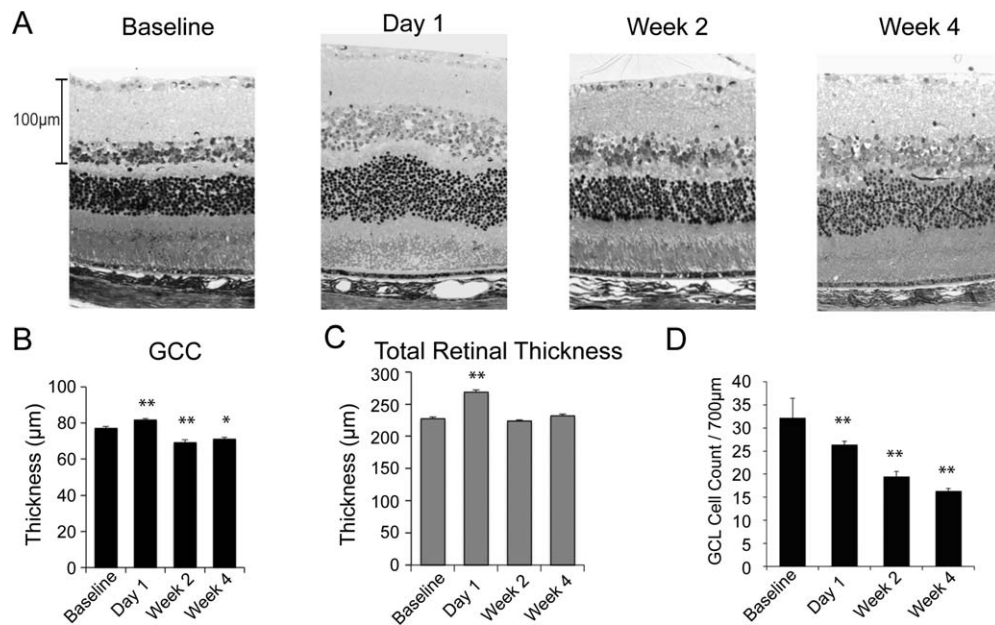 A
Baseline
Day 1
Week 2
Week 4
100μm
B
GCC
Thickness (μm)
100
80
60
40
20
0
**
**
*
Baseline
Day 1
Week 2
Week 4
C
Total Retinal Thickness
Thickness (μm)
300
250
200
150
100
50
0
**
Baseline
Day 1
Week 2
Week 4
D
GCL Cell Count / 700μm
40
35
30
25
20
15
10
5
0
**
**
**
Baseline
Day 1
Week 2
Week 4